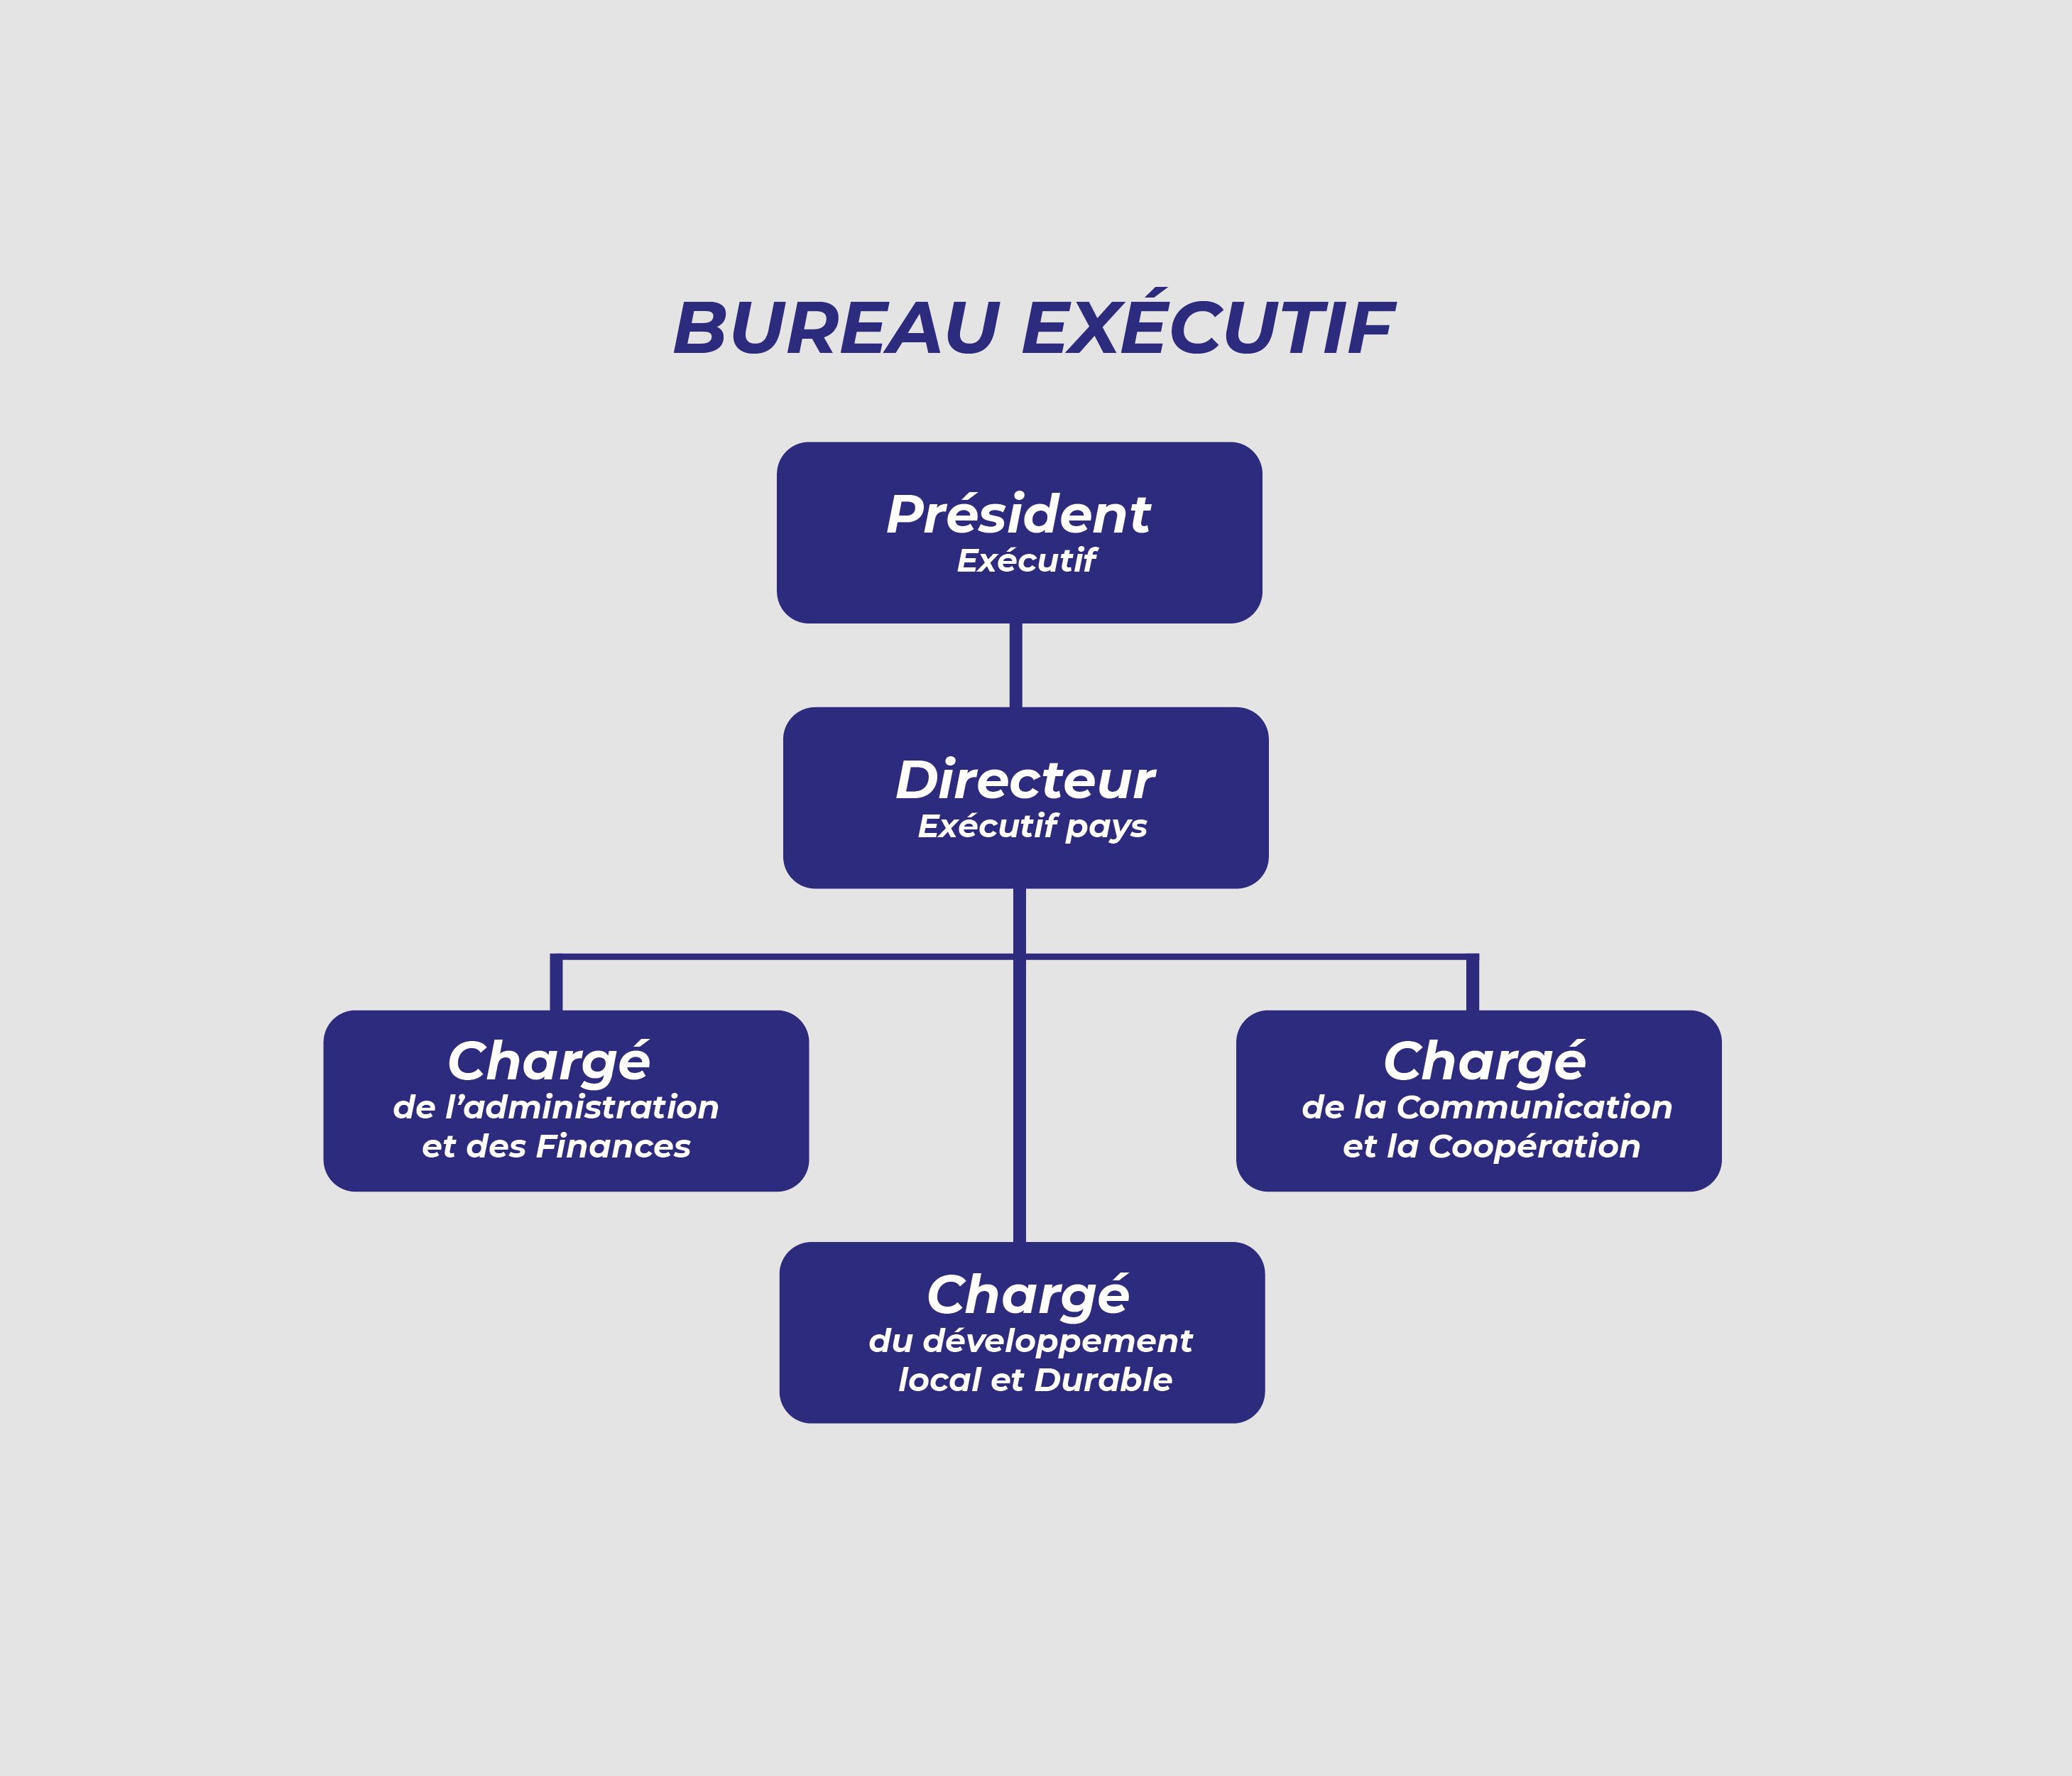 BUREAU EXÉCUTIF
Président
Exécutif
Directeur
Exécutif pays
Chargé
de l’administration
et des Finances
Chargé
de la Communication
et la Coopération
Chargé
du développement
local et Durable